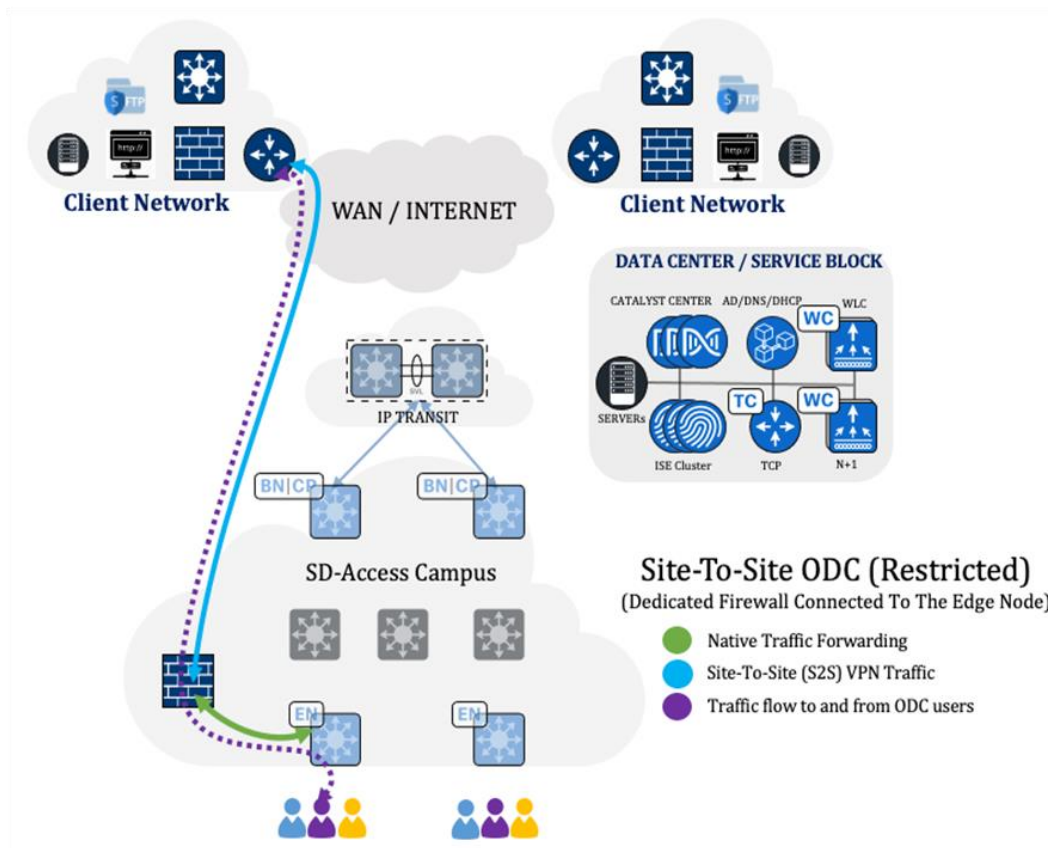 S FTP
http://
Client Network
WAN / INTERNET
S FTP
http://
Client Network
DATA CENTER / SERVICE BLOCK
CATALYST CENTER
AD/DNS/DHCP
WLC
WC
SERVERs
TC
WC
ISE Cluster
TCP
N+1
SVL
IP TRANSIT
BN|CP
BN|CP
SD-Access Campus
Site-To-Site ODC (Restricted)
(Dedicated Firewall Connected To The Edge Node)
Native Traffic Forwarding
Site-To-Site (S2S) VPN Traffic
Traffic flow to and from ODC users
EN
EN